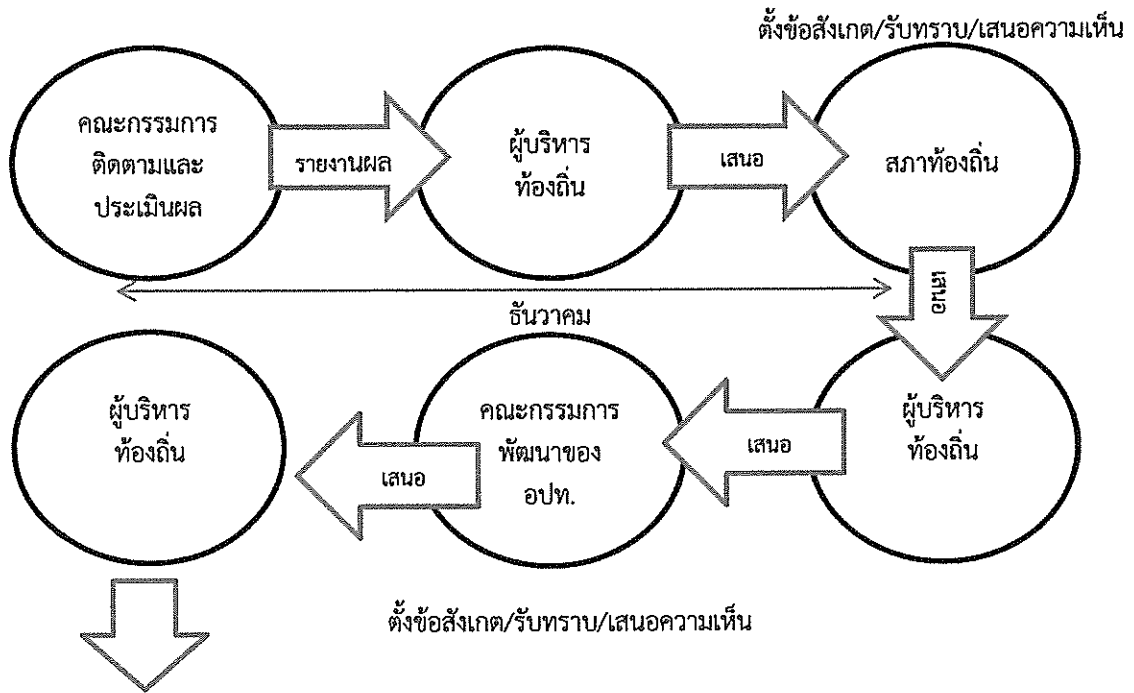 ตั้งข้อสังเกต/รับทราบ/เสนอความเห็น
คณะกรรมการ
ติดตามและ
ประเมินผล
รายงานผล
ผู้บริหาร
ท้องถิ่น
เสนอ
สภาท้องถิ่น
เสนอ
ธันวาคม
ผู้บริหาร
ท้องถิ่น
เสนอ
คณะกรรมการ
พัฒนาของ
อปท.
เสนอ
ผู้บริหาร
ท้องถิ่น
ตั้งข้อสังเกต/รับทราบ/เสนอความเห็น